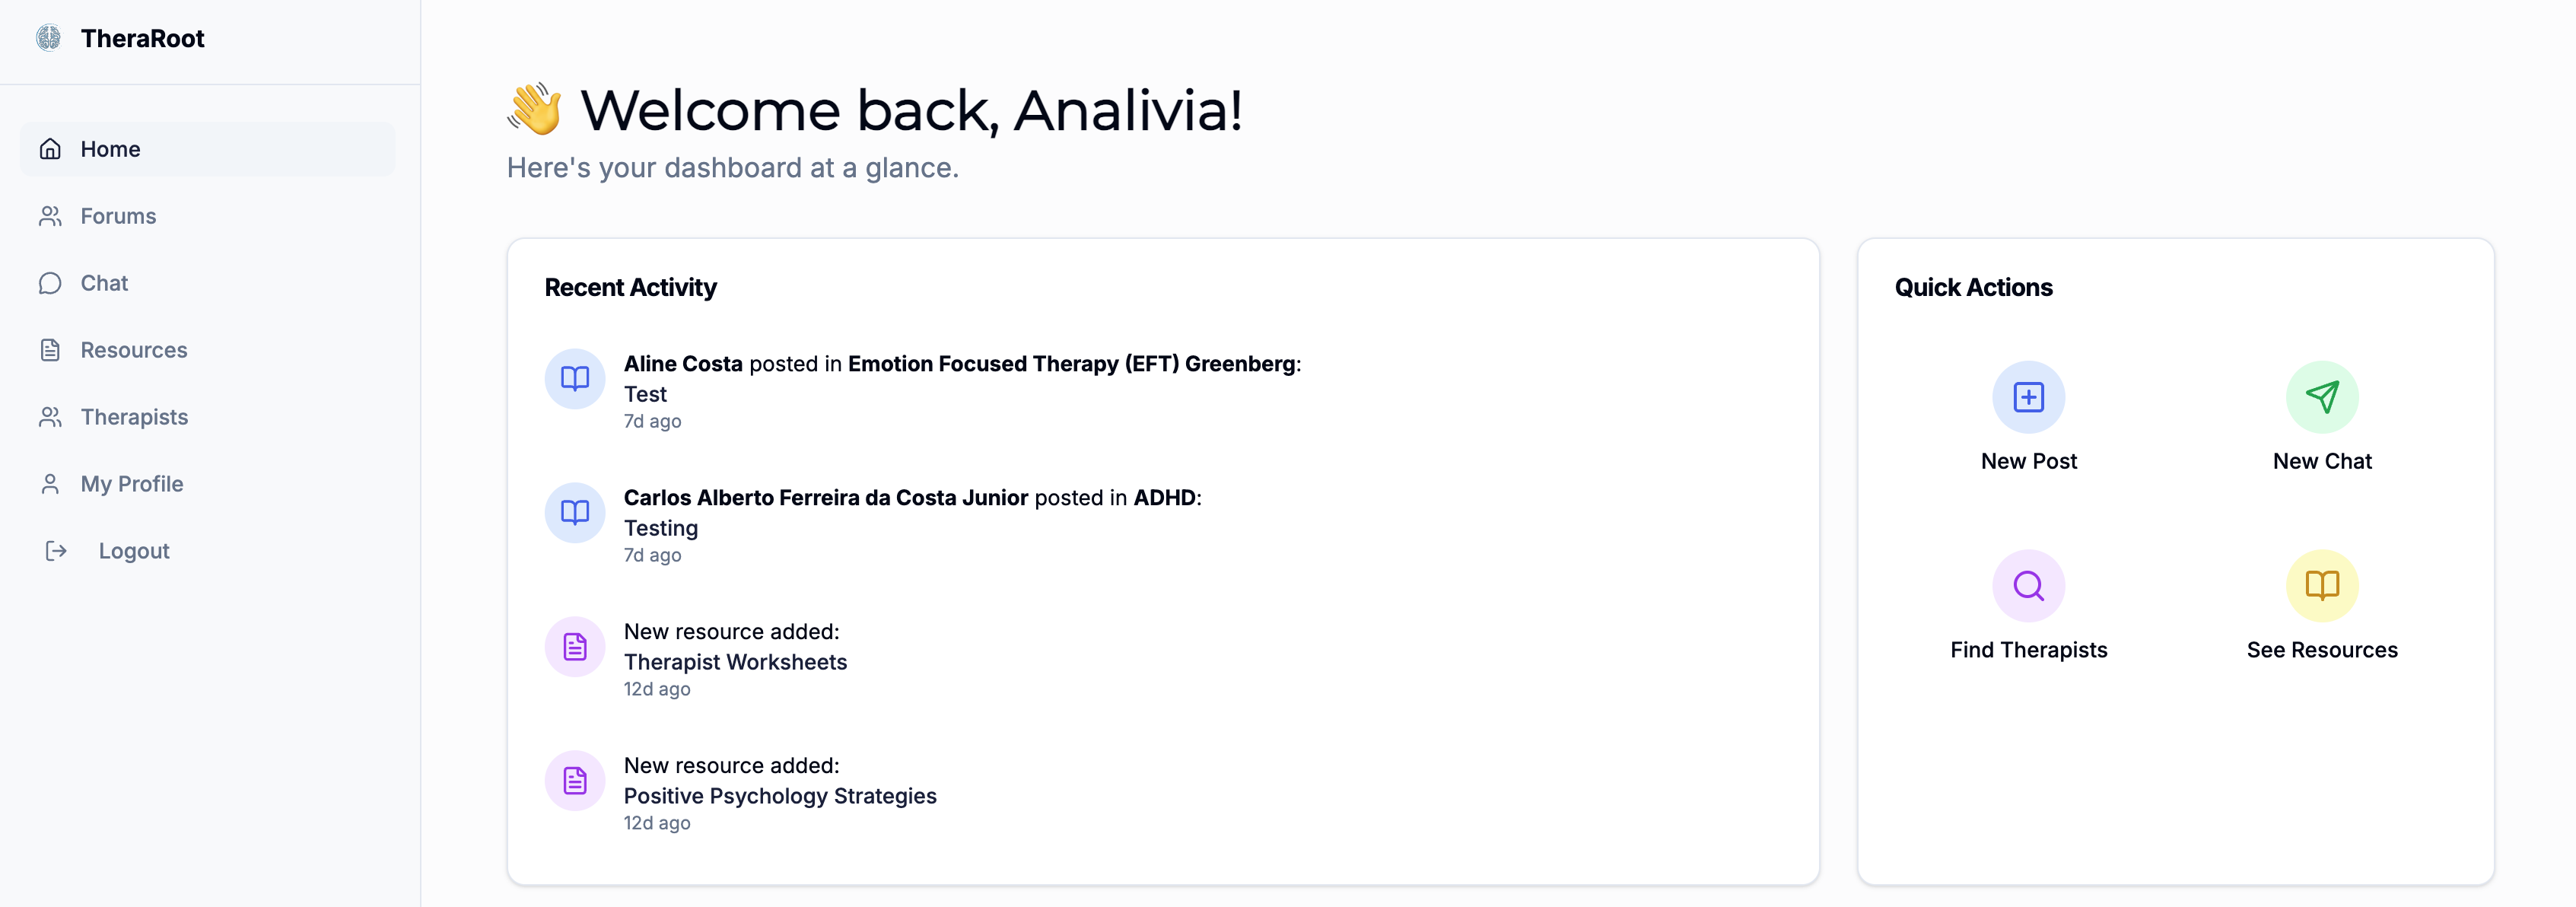 TheraRoot
Home
Forums
Chat
Resources
Therapists
My Profile
Logout
👋 Welcome back, Analivia!
Here's your dashboard at a glance.
Recent Activity
Aline Costa posted in Emotion Focused Therapy (EFT) Greenberg:
Test
7d ago
Carlos Alberto Ferreira da Costa Junior posted in ADHD:
Testing
7d ago
New resource added:
Therapist Worksheets
12d ago
New resource added:
Positive Psychology Strategies
12d ago
Quick Actions
New Post
New Chat
Find Therapists
See Resources